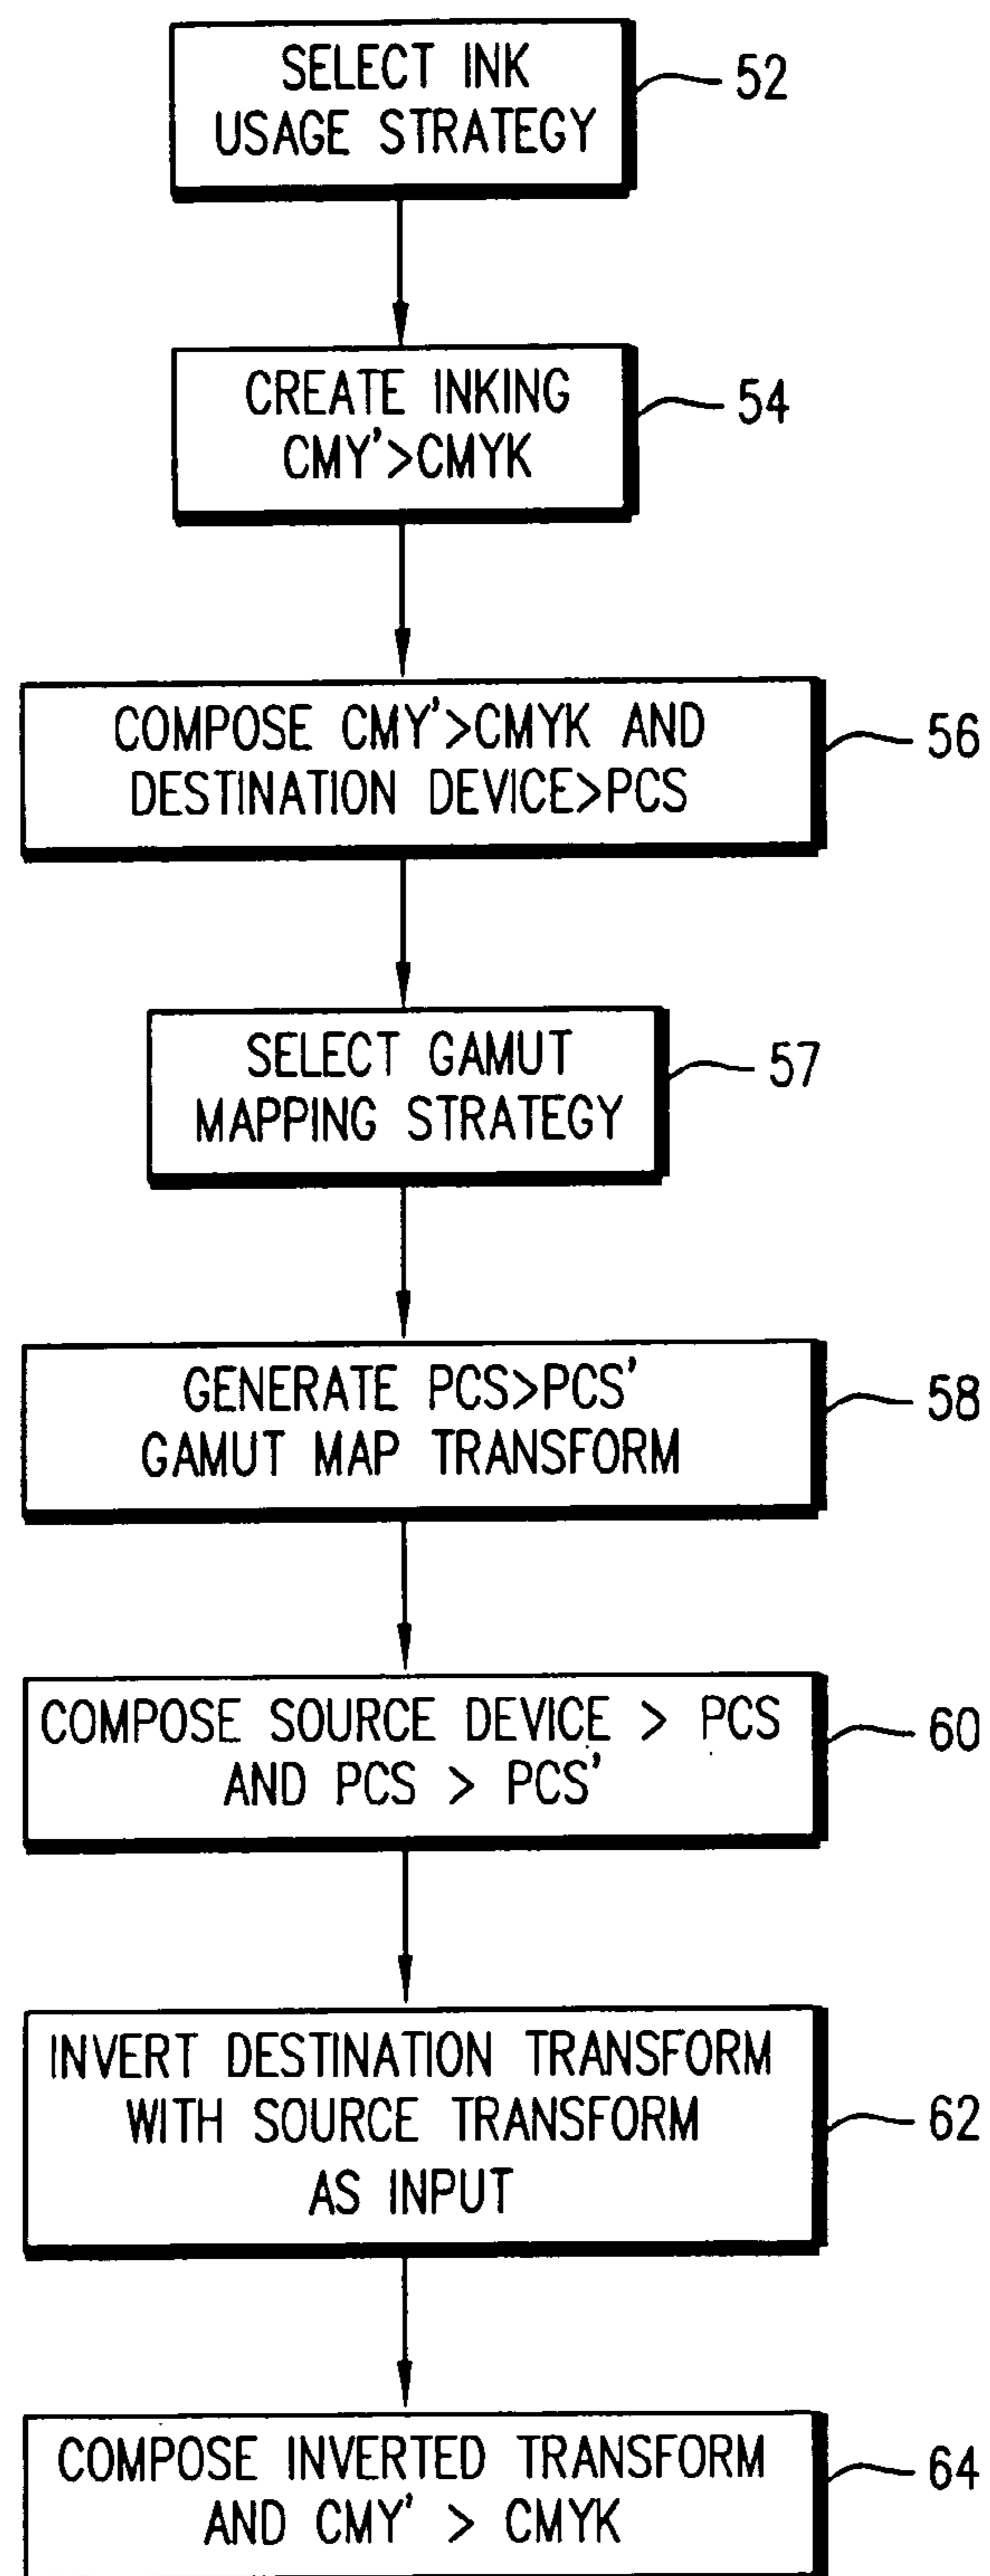 SELECT INK
USAGE STRATEGY
52
CREATE INKING
CMY'>CMYK
54
COMPOSE CMY'>CMYK AND
DESTINATION DEVICE>PCS
56
SELECT GAMUT
MAPPING STRATEGY
57
GENERATE PCS>PCS'
GAMUT MAP TRANSFORM
58
COMPOSE SOURCE DEVICE > PCS
AND PCS > PCS'
60
INVERT DESTINATION TRANSFORM
WITH SOURCE TRANSFORM
AS INPUT
62
COMPOSE INVERTED TRANSFORM
AND CMY' > CMYK
64